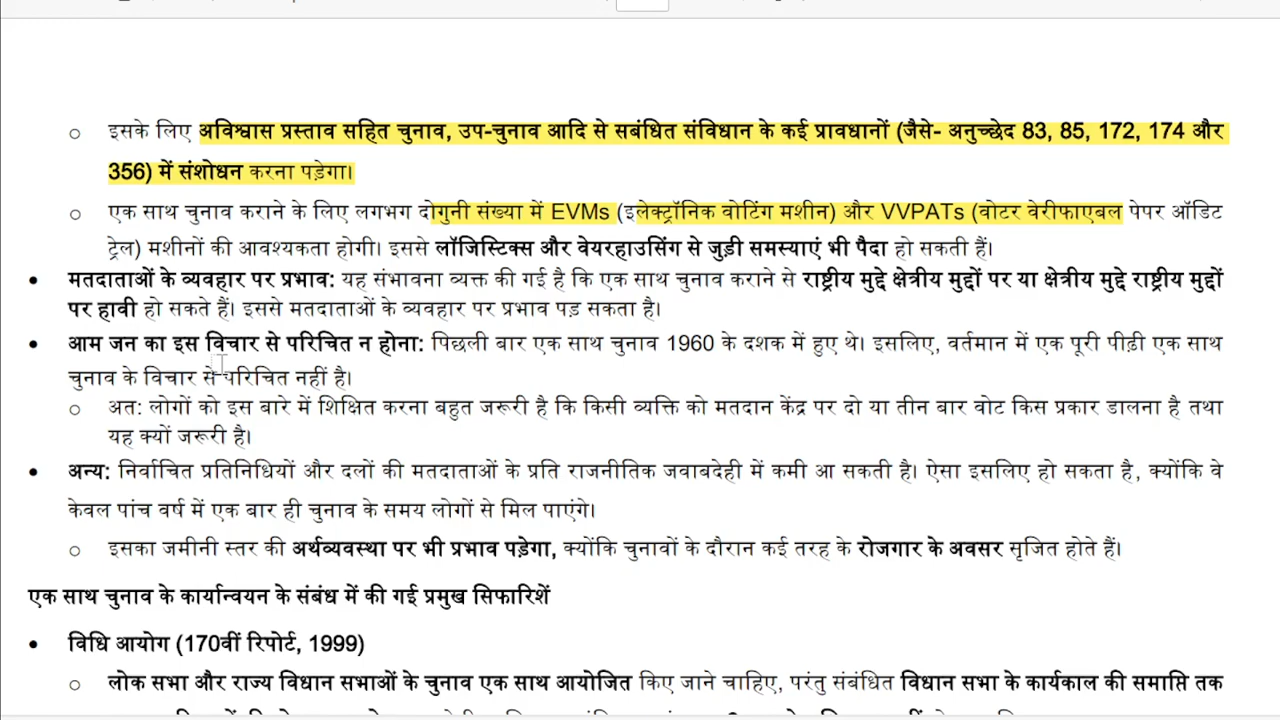 ○ इसके लिए अविश्वास प्रस्ताव सहित चुनाव, उप-चुनाव आदि से सबंधित संविधान के कई प्रावधानों (जैसे- अनुच्छेद 83, 85, 172, 174 और
356) में संशोधन करना पड़ेगा।
○ एक साथ चुनाव कराने के लिए लगभग दोगुनी संख्या में EVMs (इलेक्ट्रॉनिक वोटिंग मशीन) और VVPATs (वोटर वेरीफाएबल पेपर ऑडिट
ट्रेल) मशीनों की आवश्यकता होगी। इससे लॉजिस्टिक्स और वेयरहाउसिंग से जुड़ी समस्याएं भी पैदा हो सकती हैं।
• मतदाताओं के व्यवहार पर प्रभाव: यह संभावना व्यक्त की गई है कि एक साथ चुनाव कराने से राष्ट्रीय मुद्दे क्षेत्रीय मुद्दों पर या क्षेत्रीय मुद्दे राष्ट्रीय मुद्दों
पर हावी हो सकते हैं। इससे मतदाताओं के व्यवहार पर प्रभाव पड़ सकता है।
• आम जन का इस विचार से परिचित न होना: पिछली बार एक साथ चुनाव 1960 के दशक में हुए थे। इसलिए, वर्तमान में एक पूरी पीढ़ी एक साथ
चुनाव के विचार से परिचित नहीं है।
○ अत: लोगों को इस बारे में शिक्षित करना बहुत जरूरी है कि किसी व्यक्ति को मतदान केंद्र पर दो या तीन बार वोट किस प्रकार डालना है तथा
यह क्यों जरूरी है।
• अन्य: निर्वाचित प्रतिनिधियों और दलों की मतदाताओं के प्रति राजनीतिक जवाबदेही में कमी आ सकती है। ऐसा इसलिए हो सकता है, क्योंकि वे
केवल पांच वर्ष में एक बार ही चुनाव के समय लोगों से मिल पाएंगे।
○ इसका जमीनी स्तर की अर्थव्यवस्था पर भी प्रभाव पड़ेगा, क्योंकि चुनावों के दौरान कई तरह के रोजगार के अवसर सृजित होते हैं।
एक साथ चुनाव के कार्यान्वयन के संबंध में की गई प्रमुख सिफारिशें
• विधि आयोग (170वीं रिपोर्ट, 1999)
○ लोक सभा और राज्य विधान सभाओं के चुनाव एक साथ आयोजित किए जाने चाहिए, परंतु संबंधित विधान सभा के कार्यकाल की समाप्ति तक